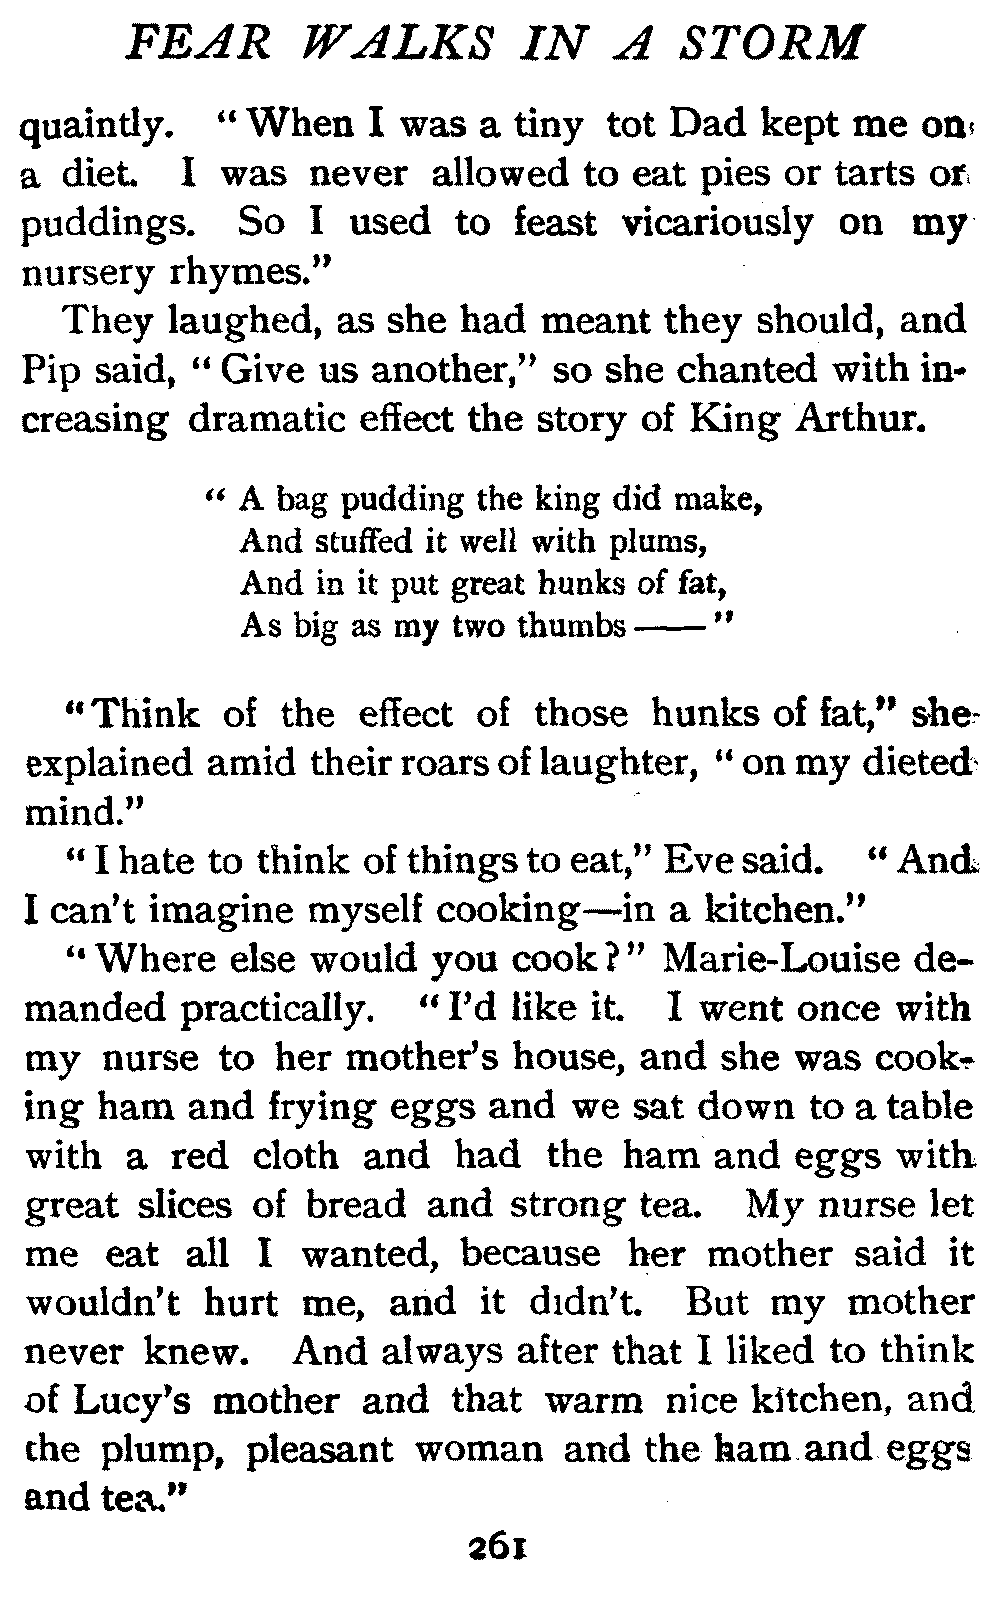 FEAR WALKS IN A STORM
quaintly. "When I was a tiny tot Dad kept me on
a diet. I was never allowed to eat pies or tarts or
puddings. So I used to feast vicariously on my
nursery rhymes."
They laughed, as she had meant they should, and
Pip said, "Give us another," so she chanted with in-
creasing dramatic effect the story of King Arthur.
"A bag pudding the king did make,
And stuffed it well with plums,
And in it put great hunks of fat,
As big as my two thumbs——"
"Think of the effect of those hunks of fat," she
explained amid their roars of laughter, "on my dieted
mind."
"I hate to think of things to eat," Eve said. "And
I can't imagine myself cooking—in a kitchen."
"Where else would you cook?" Marie-Louise de-
manded practically. "I'd like it. I went once with
my nurse to her mother's house, and she was cook-
ing ham and frying eggs and we sat down to a table
with a red cloth and had the ham and eggs with
great slices of bread and strong tea. My nurse let
me eat all I wanted, because her mother said it
wouldn't hurt me, and it didn't. But my mother
never knew. And always after that I liked to think
of Lucy's mother and that warm nice kitchen, and
the plump, pleasant woman and the ham and eggs
and tea."
261